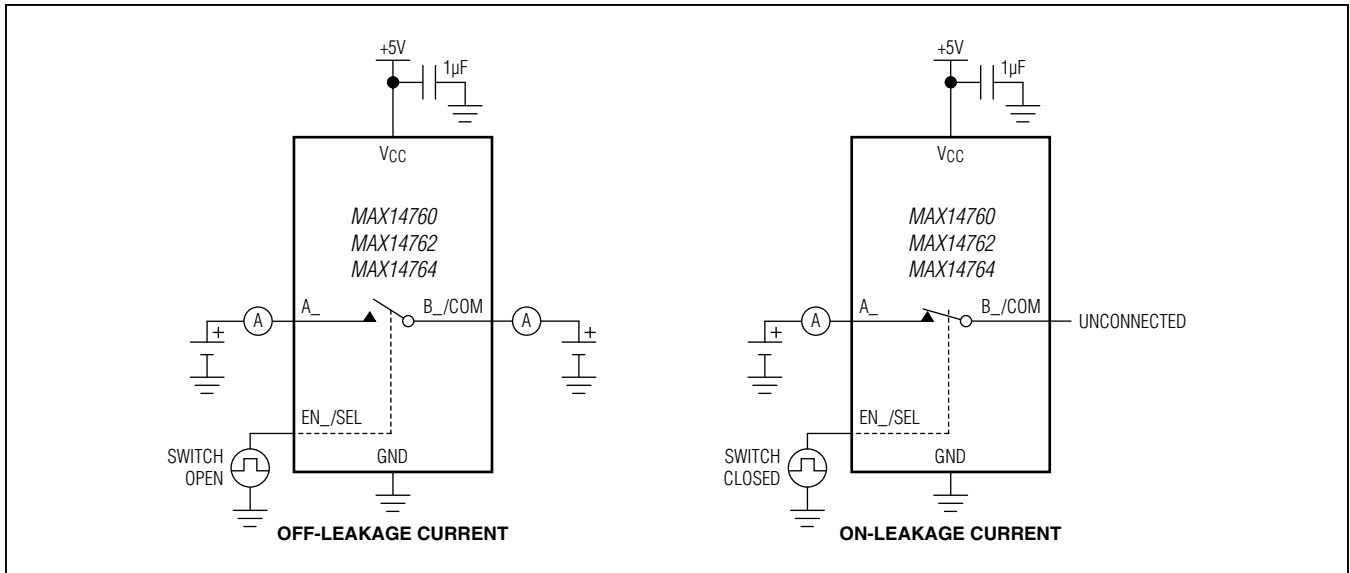 +5V
1µF
VCC
MAX14760
MAX14762
MAX14764
A_
B_/COM
A
A
+
+
EN_/SEL
SWITCH
OPEN
GND
OFF-LEAKAGE CURRENT
+5V
1µF
VCC
MAX14760
MAX14762
MAX14764
A_
B_/COM
A
UNCONNECTED
+
EN_/SEL
SWITCH
CLOSED
GND
ON-LEAKAGE CURRENT